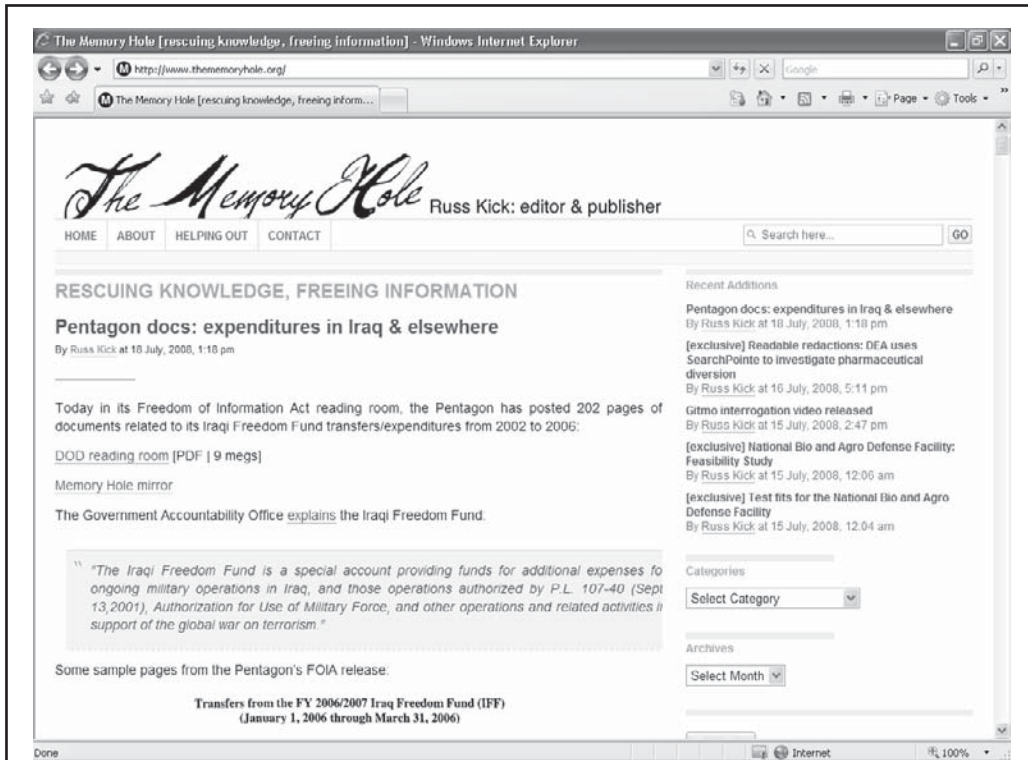 The Memory Hole [rescuing knowledge, freeing information] - Windows Internet Explorer
http://www.thememoryhole.org/
Google
The Memory Hole [rescuing knowledge, freeing inform...
Page
Tools
The Memory Hole Russ Kick: editor & publisher
HOME ABOUT HELPING OUT CONTACT
Search here...
GO
RESCUING KNOWLEDGE, FREEING INFORMATION
Pentagon docs: expenditures in Iraq & elsewhere
By Russ Kick at 18 July, 2008, 1:18 pm
Today in its Freedom of Information Act reading room, the Pentagon has posted 202 pages of
documents related to its Iraqi Freedom Fund transfers/expenditures from 2002 to 2006:
DOD reading room [PDF | 9 megs]
Memory Hole mirror
The Government Accountability Office explains the Iraqi Freedom Fund:
"The Iraqi Freedom Fund is a special account providing funds for additional expenses fo
ongoing military operations in Iraq, and those operations authorized by P.L. 107-40 (Sept
13,2001), Authorization for Use of Military Force, and other operations and related activities in
support of the global war on terrorism."
Some sample pages from the Pentagon's FOIA release:
Transfers from the FY 2006/2007 Iraq Freedom Fund (IFF)
(January 1, 2006 through March 31, 2006)
Recent Additions
Pentagon docs: expenditures in Iraq & elsewhere
By Russ Kick at 18 July, 2008, 1:18 pm
[exclusive] Readable redactions: DEA uses
SearchPointe to investigate pharmaceutical
diversion
By Russ Kick at 16 July, 2008, 5:11 pm
Gitmo interrogation video released
By Russ Kick at 15 July, 2008, 2:47 pm
[exclusive] National Bio and Agro Defense Facility:
Feasibility Study
By Russ Kick at 15 July, 2008, 12:06 am
[exclusive] Test fits for the National Bio and Agro
Defense Facility
By Russ Kick at 15 July, 2008, 12:04 am
Categories
Select Category
Archives
Select Month
Done
Internet
100%